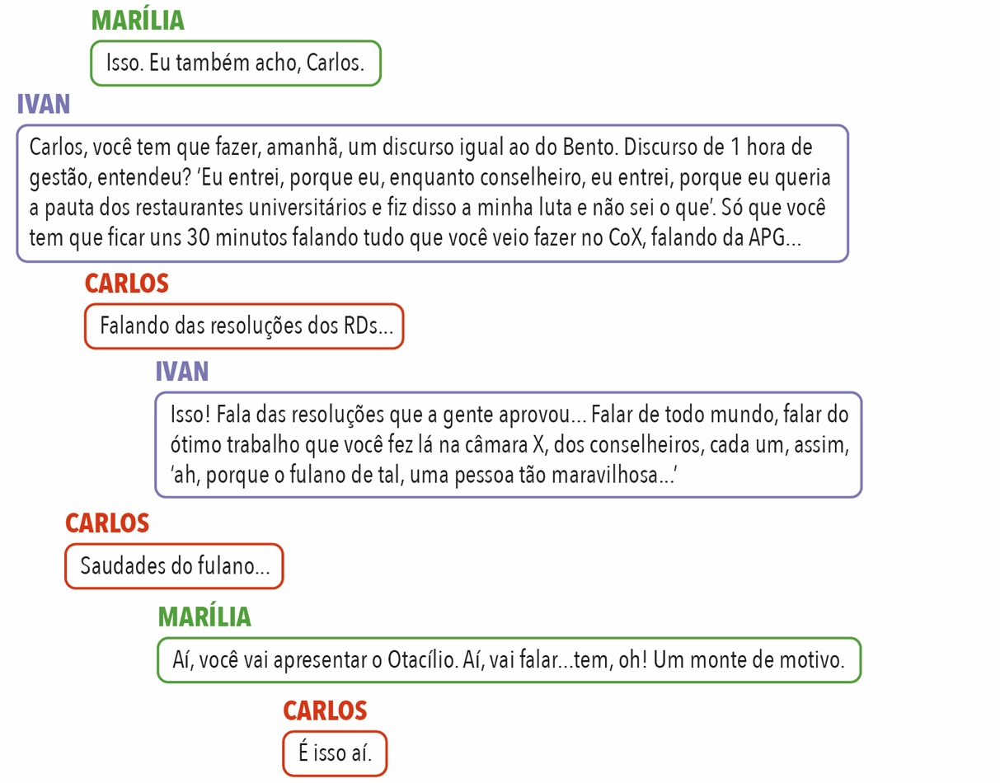 MARÍLIA
Isso. Eu também acho, Carlos.
IVAN
Carlos, você tem que fazer, amanhã, um discurso igual ao do Bento. Discurso de 1 hora de
gestão, entendeu? ‘Eu entrei, porque eu, enquanto conselheiro, eu entrei, porque eu queria
a pauta dos restaurantes universitários e fiz disso a minha luta e não sei o que’. Só que você
tem que ficar uns 30 minutos falando tudo que você veio fazer no CoX, falando da APG...
CARLOS
Falando das resoluções dos RDs...
IVAN
Isso! Fala das resoluções que a gente aprovou... Falar de todo mundo, falar do
ótimo trabalho que você fez lá na câmara X, dos conselheiros, cada um, assim,
‘ah, porque o fulano de tal, uma pessoa tão maravilhosa...‘
CARLOS
Saudades do fulano...
MARÍLIA
Aí, você vai apresentar o Otacílio. Aí, vai falar...tem, oh! Um monte de motivo.
CARLOS
É isso aí.